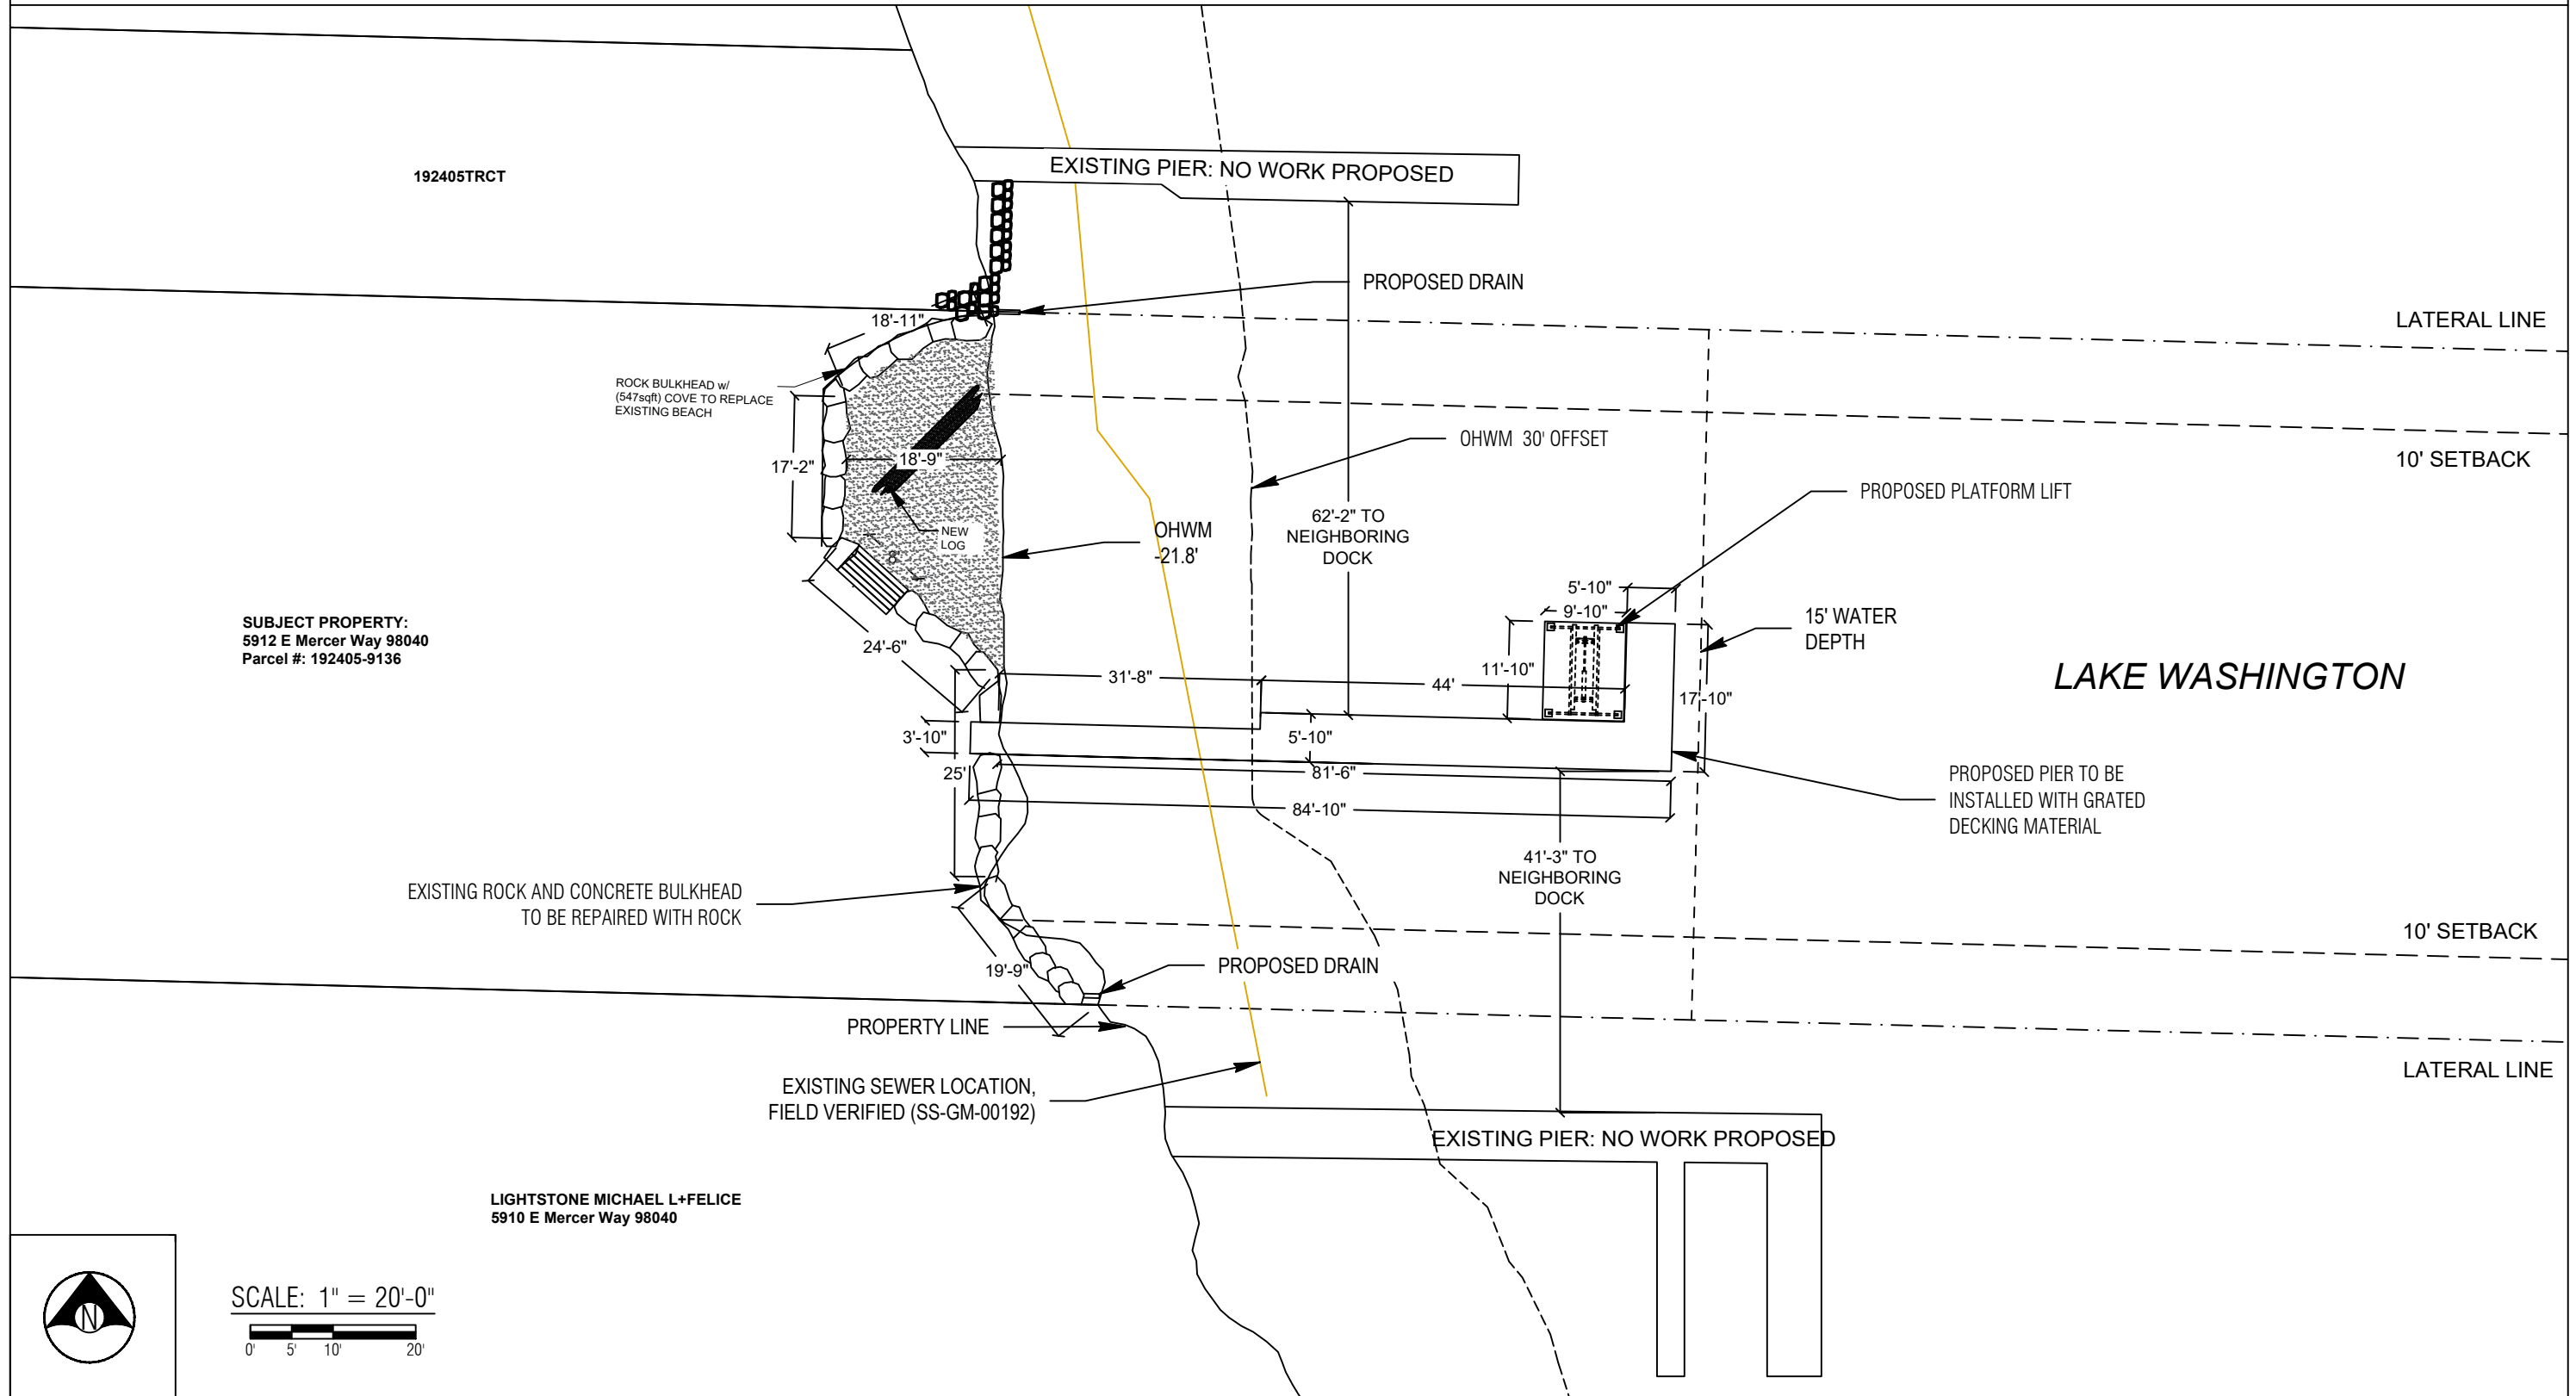 EXISTING PIER: NO WORK PROPOSED
192405TRCT
PROPOSED DRAIN
LATERAL LINE
18'-11"
ROCK BULKHEAD w/
(547sqft) COVE TO REPLACE
EXISTING BEACH
OHWM 30' OFFSET
10' SETBACK
17'-2"
18'-9"
PROPOSED PLATFORM LIFT
NEW
LOG
OHWM
-21.8'
62'-2" TO
NEIGHBORING
DOCK
8'
5'-10"
9'-10"
15' WATER
DEPTH
SUBJECT PROPERTY:
5912 E Mercer Way 98040
Parcel #: 192405-9136
24'-6"
31'-8"
44'
11'-10"
17'-10"
LAKE WASHINGTON
3'-10"
5'-10"
25'
81'-6"
84'-10"
PROPOSED PIER TO BE
INSTALLED WITH GRATED
DECKING MATERIAL
41'-3" TO
NEIGHBORING
DOCK
EXISTING ROCK AND CONCRETE BULKHEAD
TO BE REPAIRED WITH ROCK
10' SETBACK
19'-9"
PROPOSED DRAIN
PROPERTY LINE
LATERAL LINE
EXISTING SEWER LOCATION,
FIELD VERIFIED (SS-GM-00192)
EXISTING PIER: NO WORK PROPOSED
LIGHTSTONE MICHAEL L+FELICE
5910 E Mercer Way 98040
N
SCALE: 1" = 20'-0"
0' 5' 10' 20'